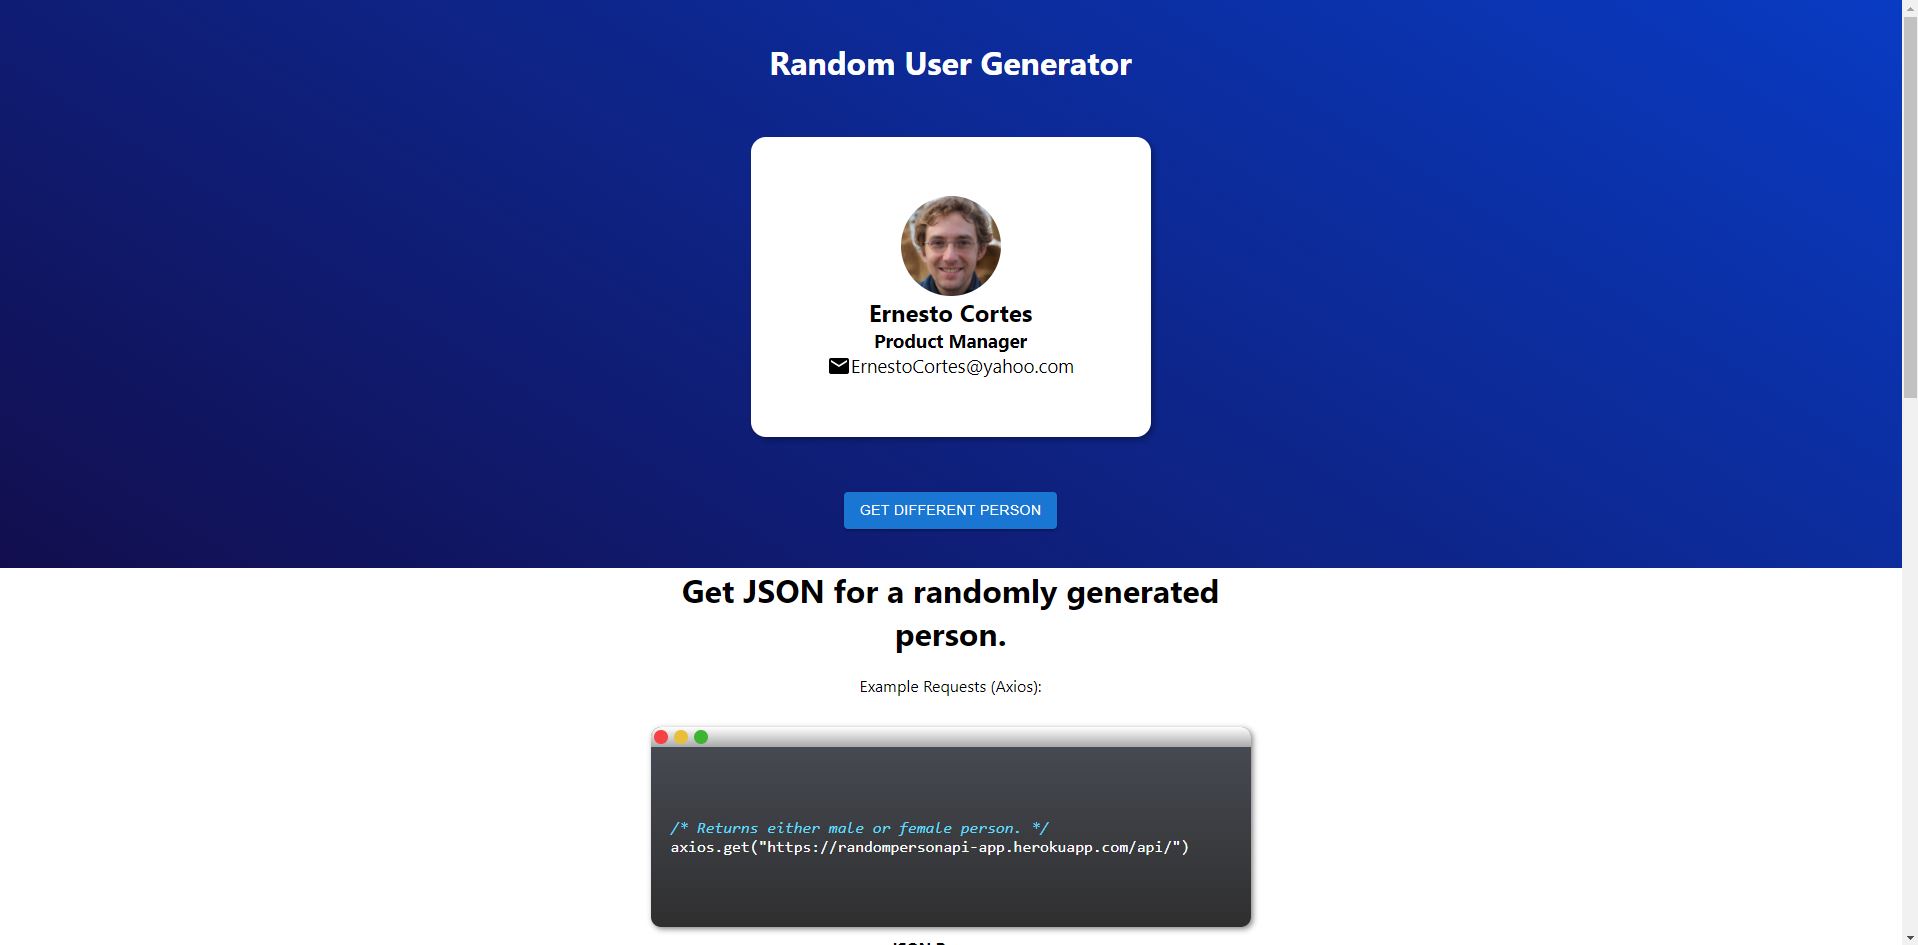 Random User Generator
Ernesto Cortes
Product Manager
ErnestoCortes@yahoo.com
GET DIFFERENT PERSON
Get JSON for a randomly generated
person.
Example Requests (Axios):
/* Returns either male or female person. */
axios.get("https://randompersonapi-app.herokuapp.com/api/")